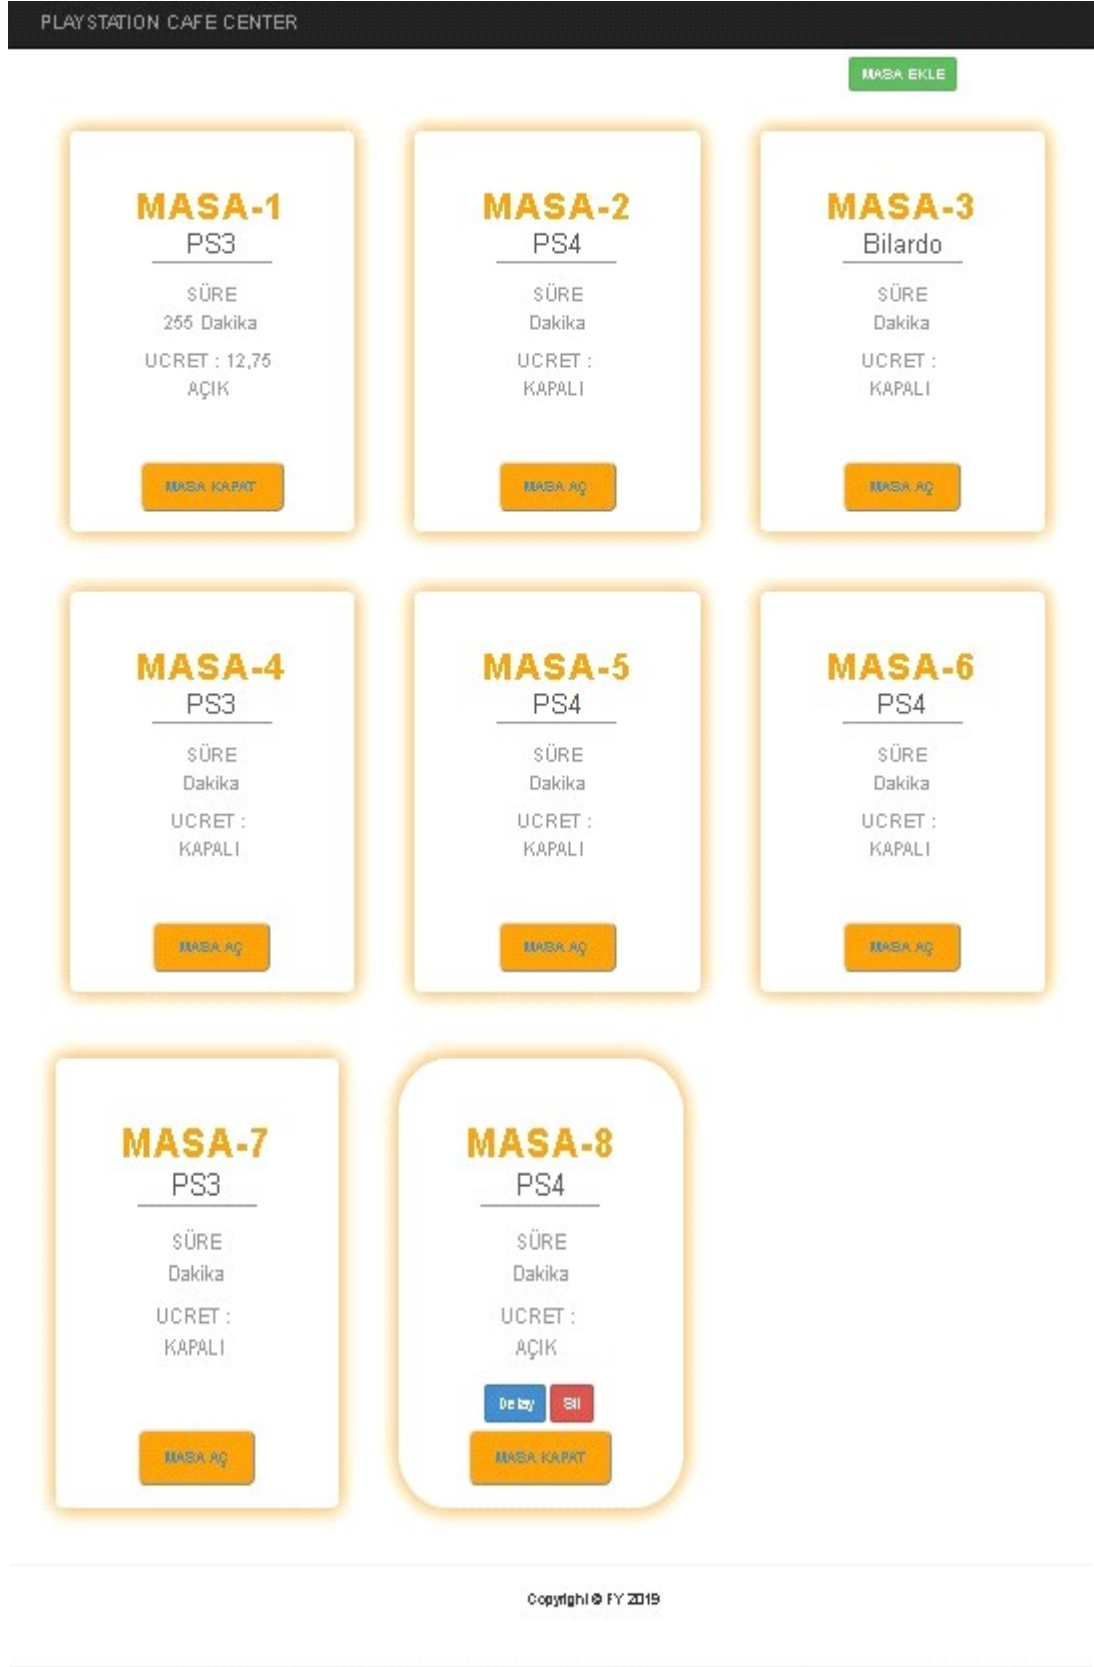 PLAYSTATION CAFE CENTER
MASA EKLE
MASA-1
PS3
SÜRE
255 Dakika
UCRET : 12,75
AÇIK
MASA KAPAT
MASA-2
PS4
SÜRE
Dakika
UCRET :
KAPALI
MASA AÇ
MASA-3
Bilardo
SÜRE
Dakika
UCRET :
KAPALI
MASA AÇ
MASA-4
PS3
SÜRE
Dakika
UCRET :
KAPALI
MASA AÇ
MASA-5
PS4
SÜRE
Dakika
UCRET :
KAPALI
MASA AÇ
MASA-6
PS4
SÜRE
Dakika
UCRET :
KAPALI
MASA AÇ
MASA-7
PS3
SÜRE
Dakika
UCRET :
KAPALI
MASA AÇ
MASA-8
PS4
SÜRE
Dakika
UCRET :
AÇIK
Detay Sil
MASA KAPAT
Copyright © FY 2019